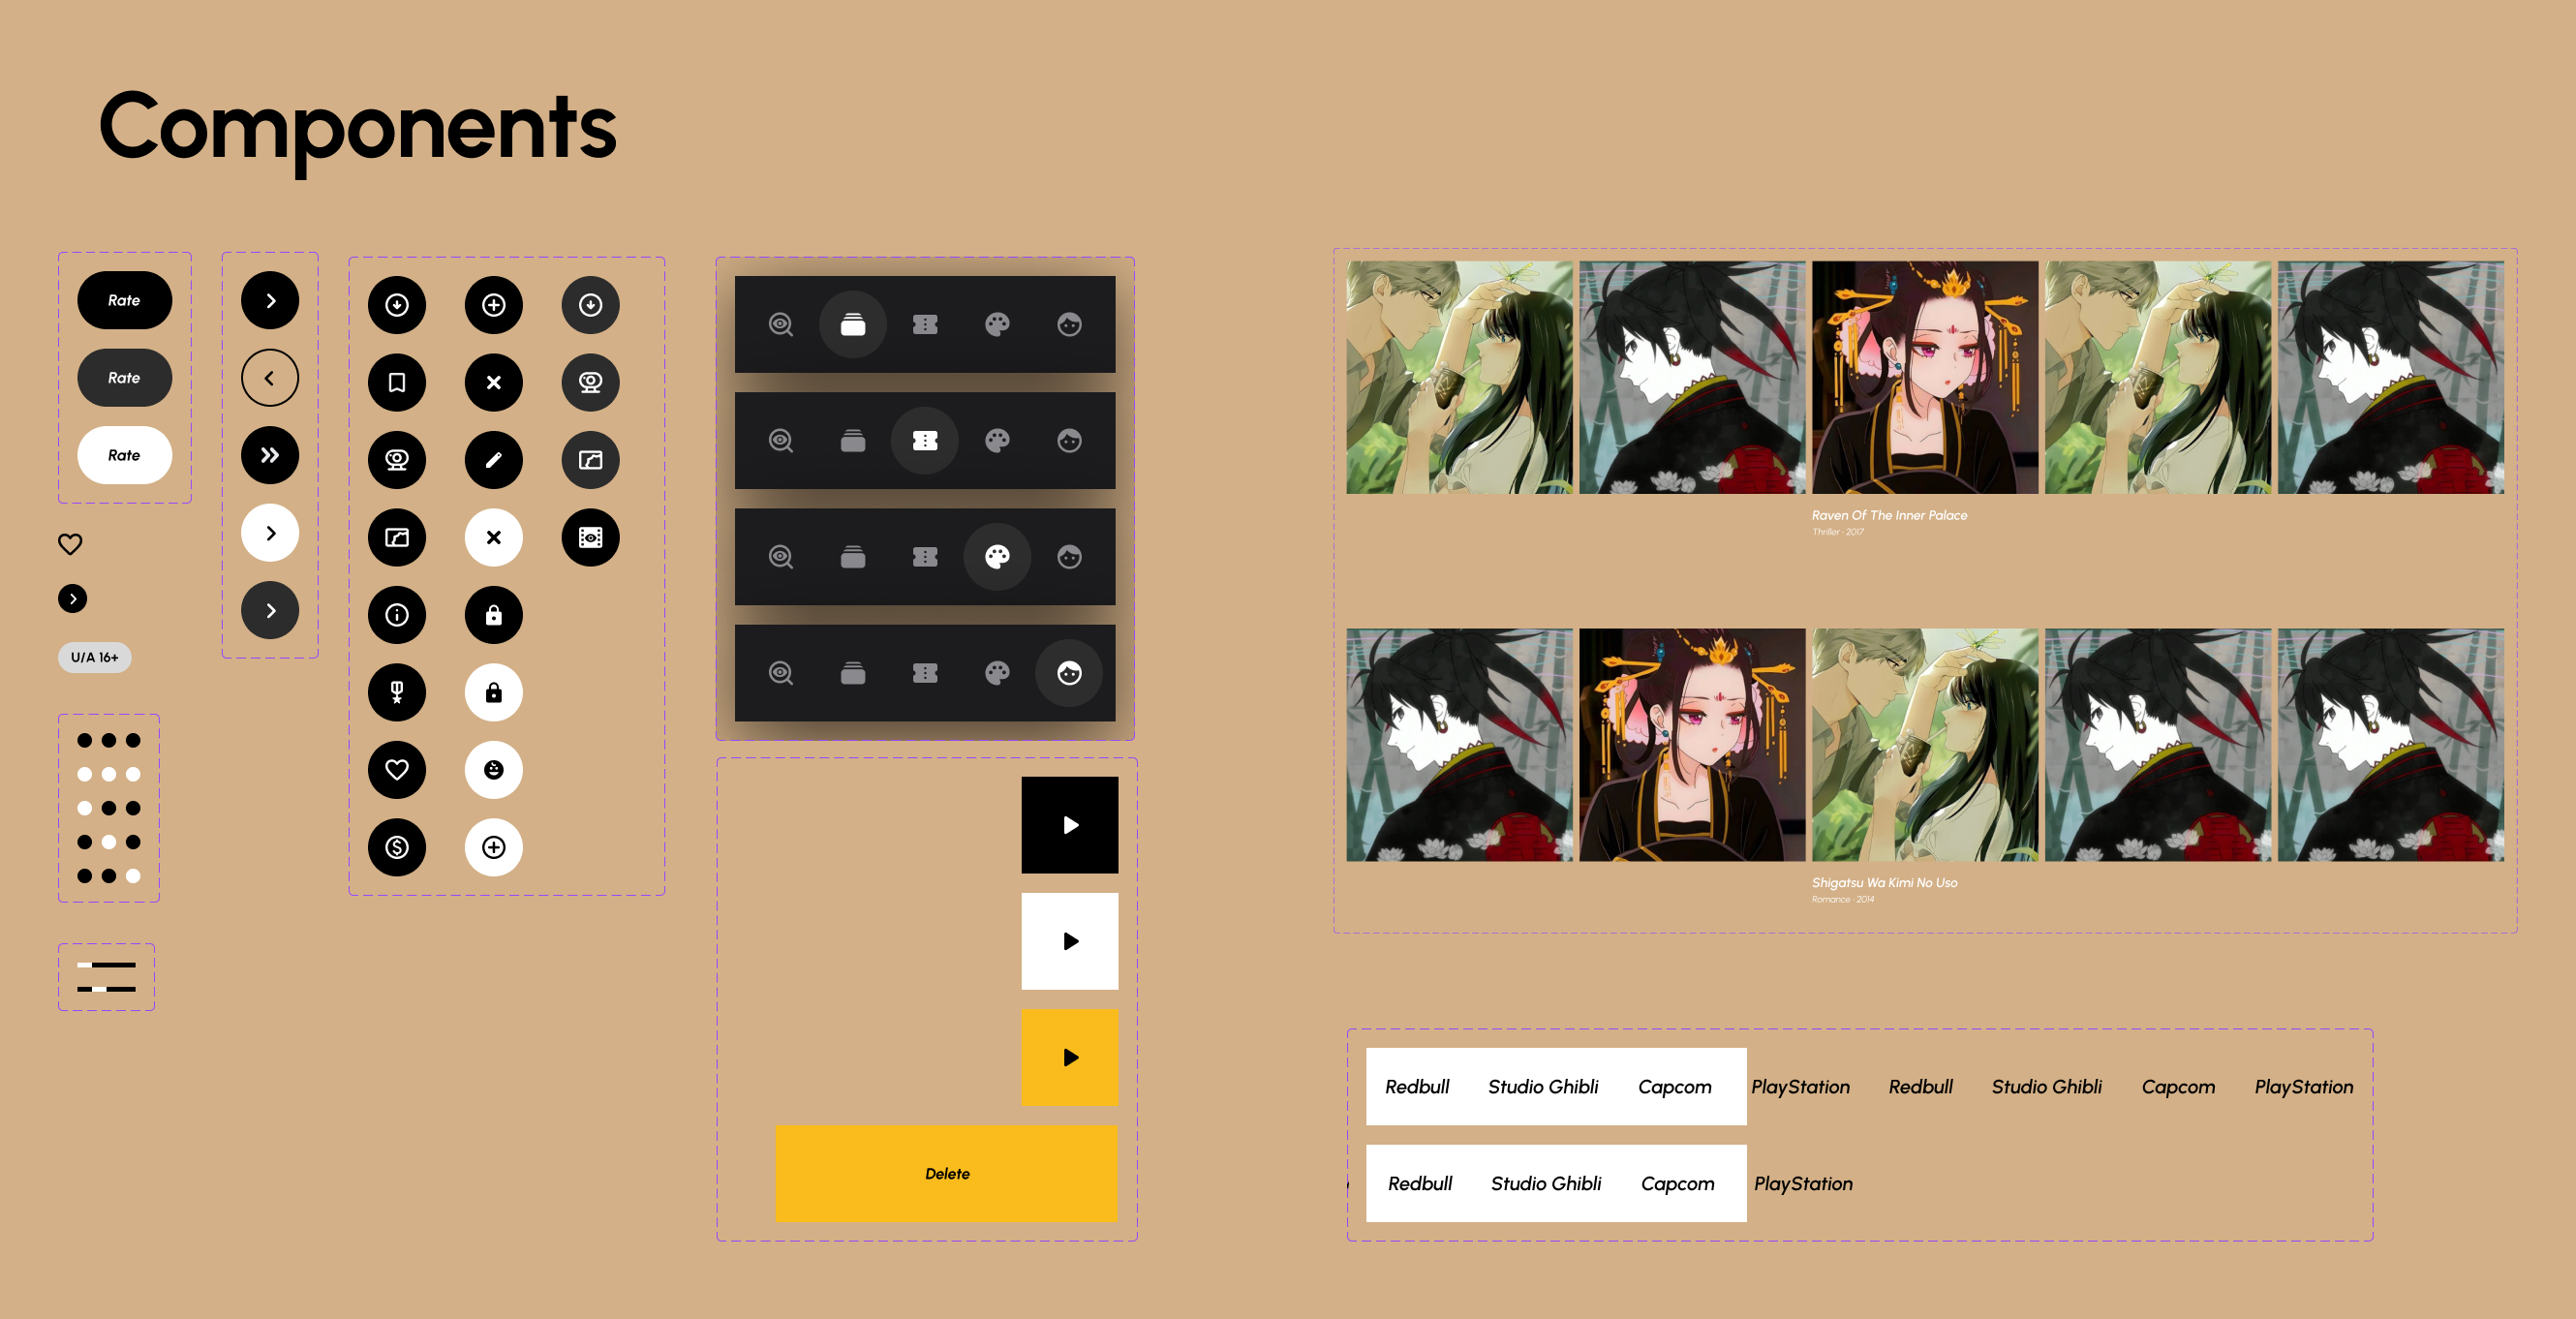 Components
Rate
Rate
Rate
U/A 16+
Delete
Raven Of The Inner Palace
Thriller · 2017
Shigatsu Wa Kimi No Uso
Romance · 2014
Redbull Studio Ghibli Capcom PlayStation Redbull Studio Ghibli Capcom PlayStation
Redbull Studio Ghibli Capcom PlayStation